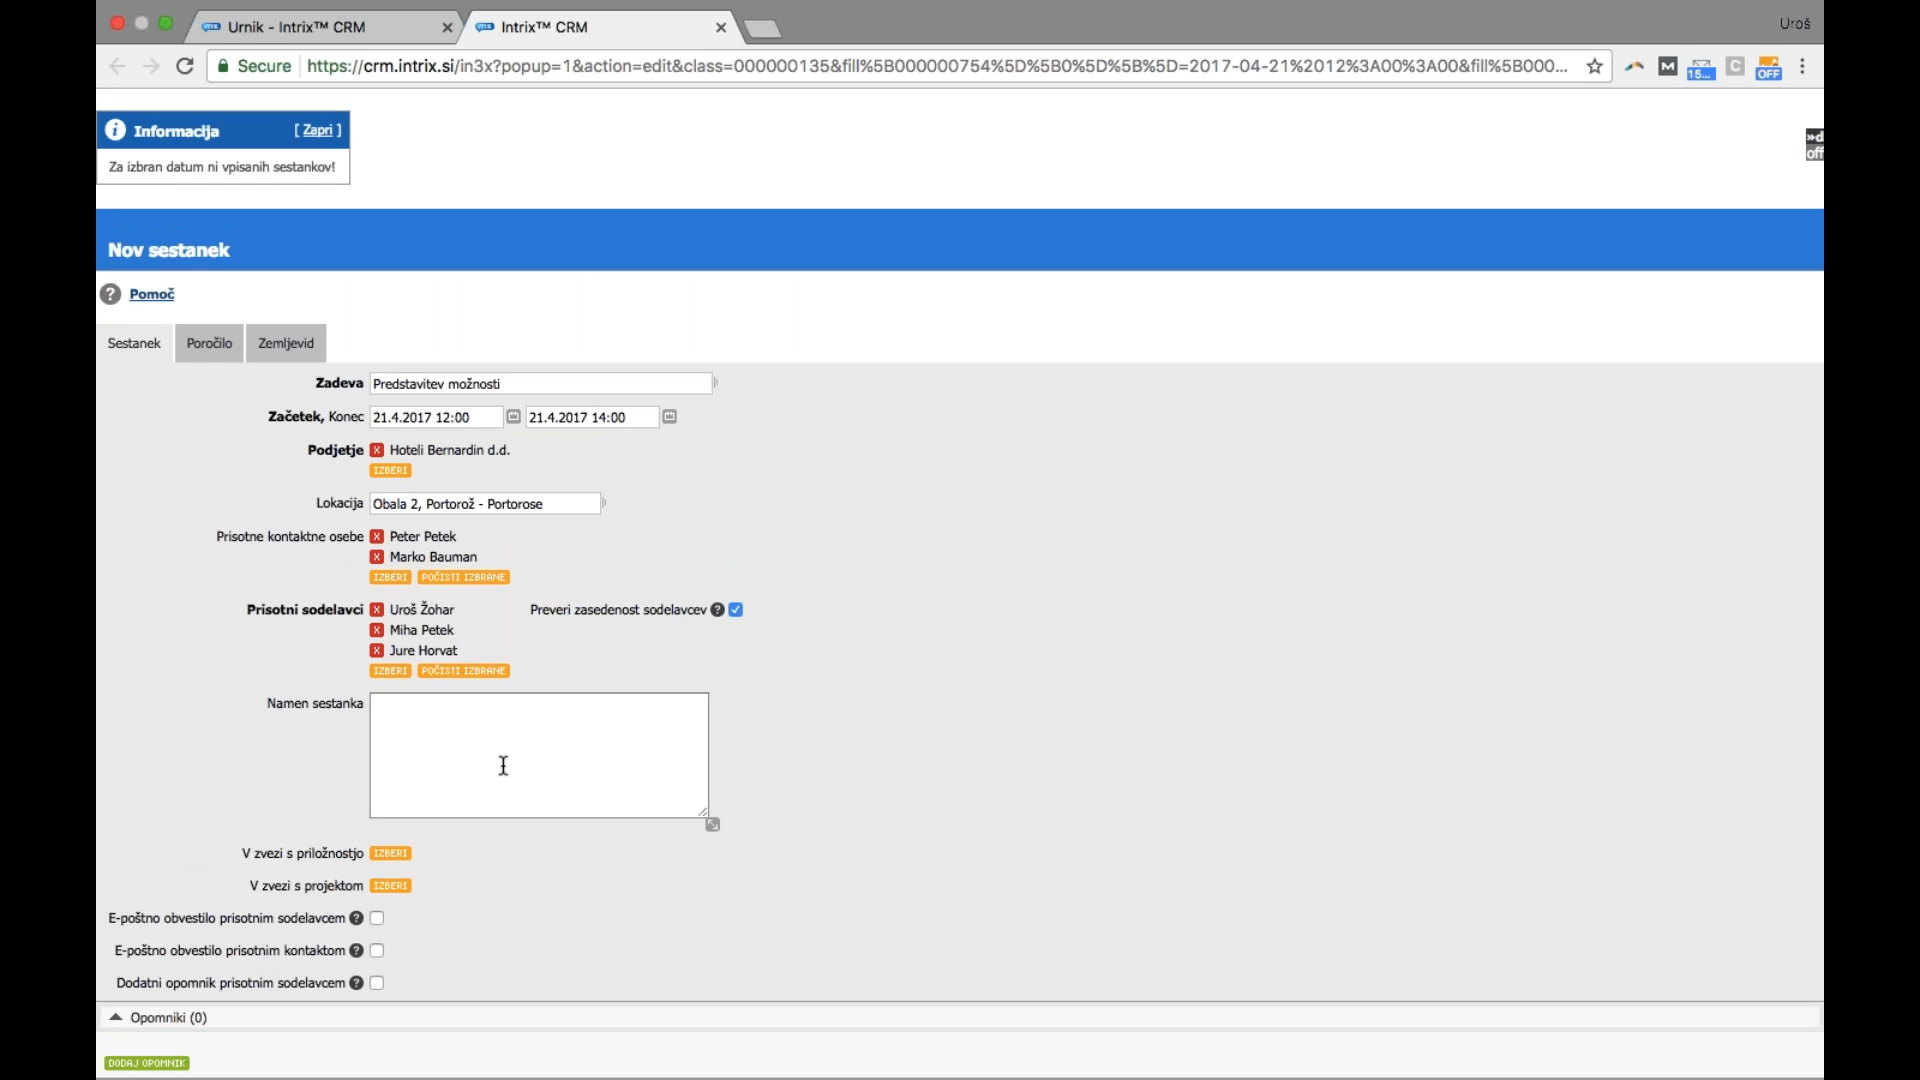 Urnik - Intrix™ CRM
Intrix™ CRM
Uroš
Secure https://crm.intrix.si/in3x?popup=1&action=edit&class=000000135&fill%5B000000754%5D%5B0%5D%5B%5D=2017-04-21%2012%3A00%3A00&fill%5B000...
M
15...
C
OFF
Informacija [ Zapri ]
Za izbran datum ni vpisanih sestankov!
»d
off
Nov sestanek
? Pomoč
Sestanek Poročilo Zemljevid
Zadeva Predstavitev možnosti
Začetek, Konec 21.4.2017 12:00 21.4.2017 14:00
Podjetje X Hoteli Bernardin d.d.
IZBERI
Lokacija Obala 2, Portorož - Portorose
Prisotne kontaktne osebe X Peter Petek
X Marko Bauman
IZBERI POČISTI IZBRANE
Prisotni sodelavci X Uroš Žohar Preveri zasedenost sodelavcev ?
X Miha Petek
X Jure Horvat
IZBERI POČISTI IZBRANE
Namen sestanka
V zvezi s priložnostjo IZBERI
V zvezi s projektom IZBERI
E-poštno obvestilo prisotnim sodelavcem ?
E-poštno obvestilo prisotnim kontaktom ?
Dodatni opomnik prisotnim sodelavcem ?
Opomniki (0)
DODAJ OPOMNIK